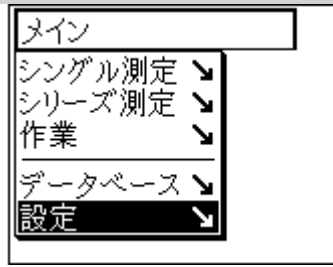 メイン
シングル測定
シリーズ測定
作業
データベース
設定